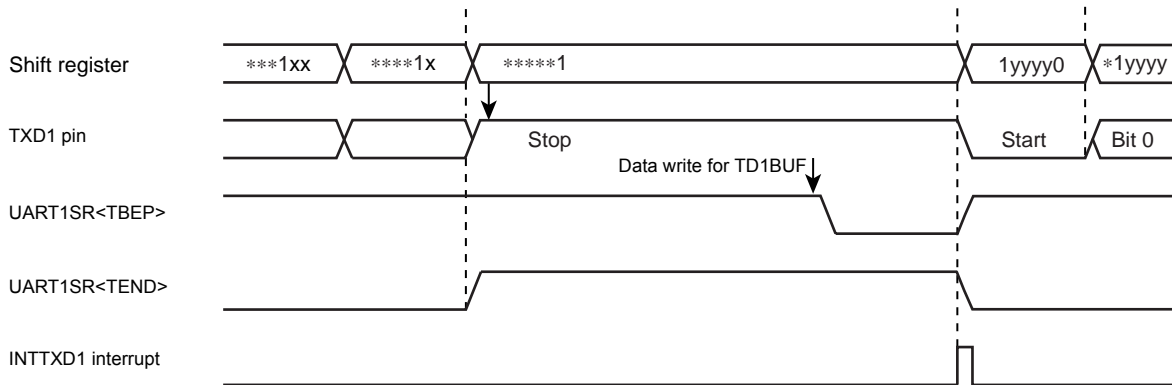 Shift register ***1xx ****1x *****1 1yyyy0 *1yyyy
TXD1 pin Stop Start Bit 0
Data write for TD1BUF
UART1SR<TBEP>
UART1SR<TEND>
INTTXD1 interrupt